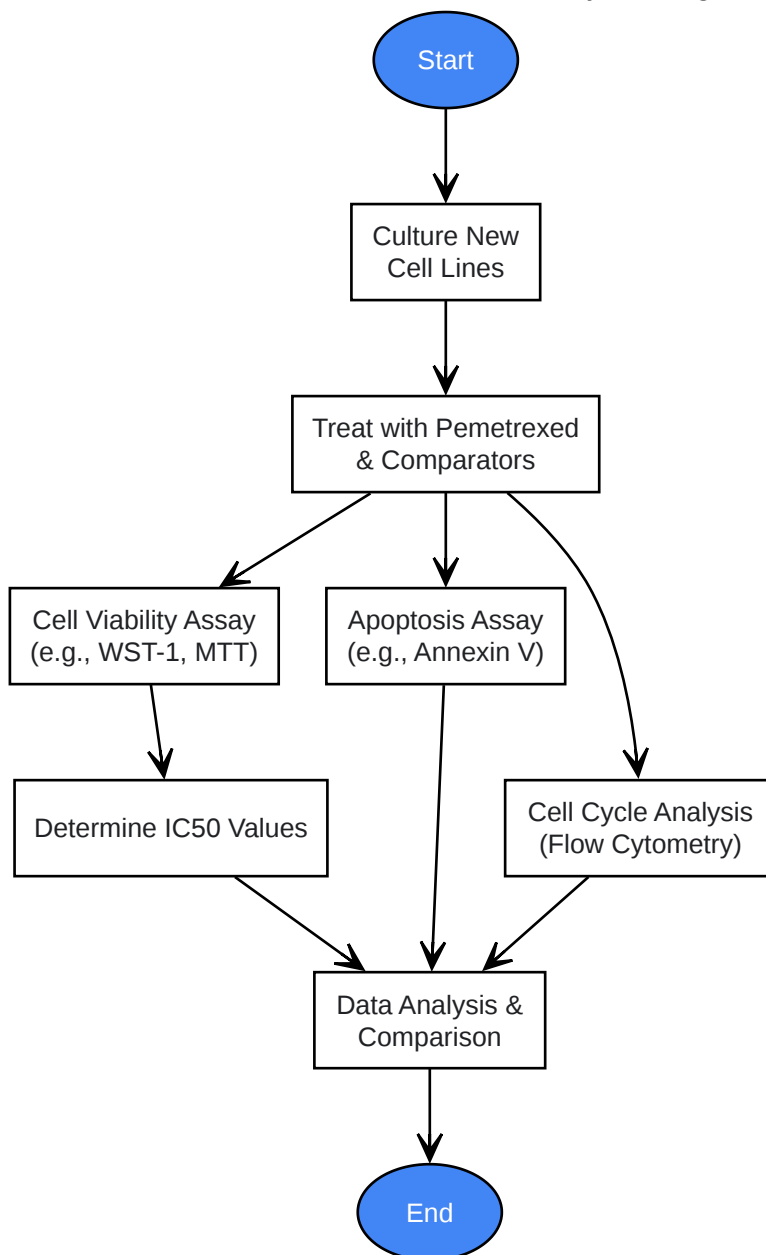 Start
Culture New
Cell Lines
Treat with Pemetrexed
& Comparators
Cell Viability Assay
(e.g., WST-1, MTT)
Apoptosis Assay
(e.g., Annexin V)
Determine IC50 Values
Cell Cycle Analysis
(Flow Cytometry)
Data Analysis &
Comparison
End